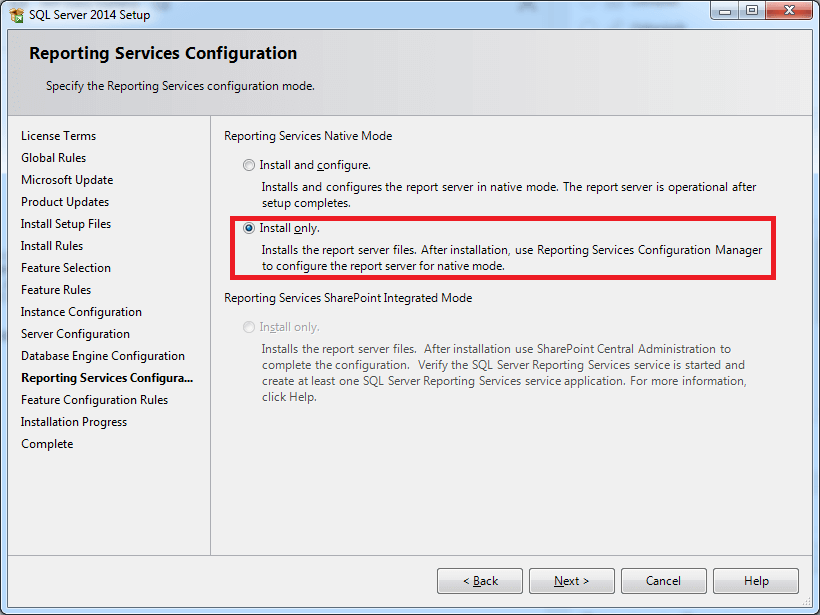 SQL Server 2014 Setup
Reporting Services Configuration
Specify the Reporting Services configuration mode.
License Terms
Global Rules
Microsoft Update
Product Updates
Install Setup Files
Install Rules
Feature Selection
Feature Rules
Instance Configuration
Server Configuration
Database Engine Configuration
Reporting Services Configura...
Feature Configuration Rules
Installation Progress
Complete
Reporting Services Native Mode
Install and configure.
Installs and configures the report server in native mode. The report server is operational after
setup completes.
Install only.
Installs the report server files. After installation, use Reporting Services Configuration Manager
to configure the report server for native mode.
Reporting Services SharePoint Integrated Mode
Install only.
Installs the report server files.  After installation use SharePoint Central Administration to
complete the configuration.  Verify the SQL Server Reporting Services service is started and
create at least one SQL Server Reporting Services service application. For more information,
click Help.
< Back
Next >
Cancel
Help